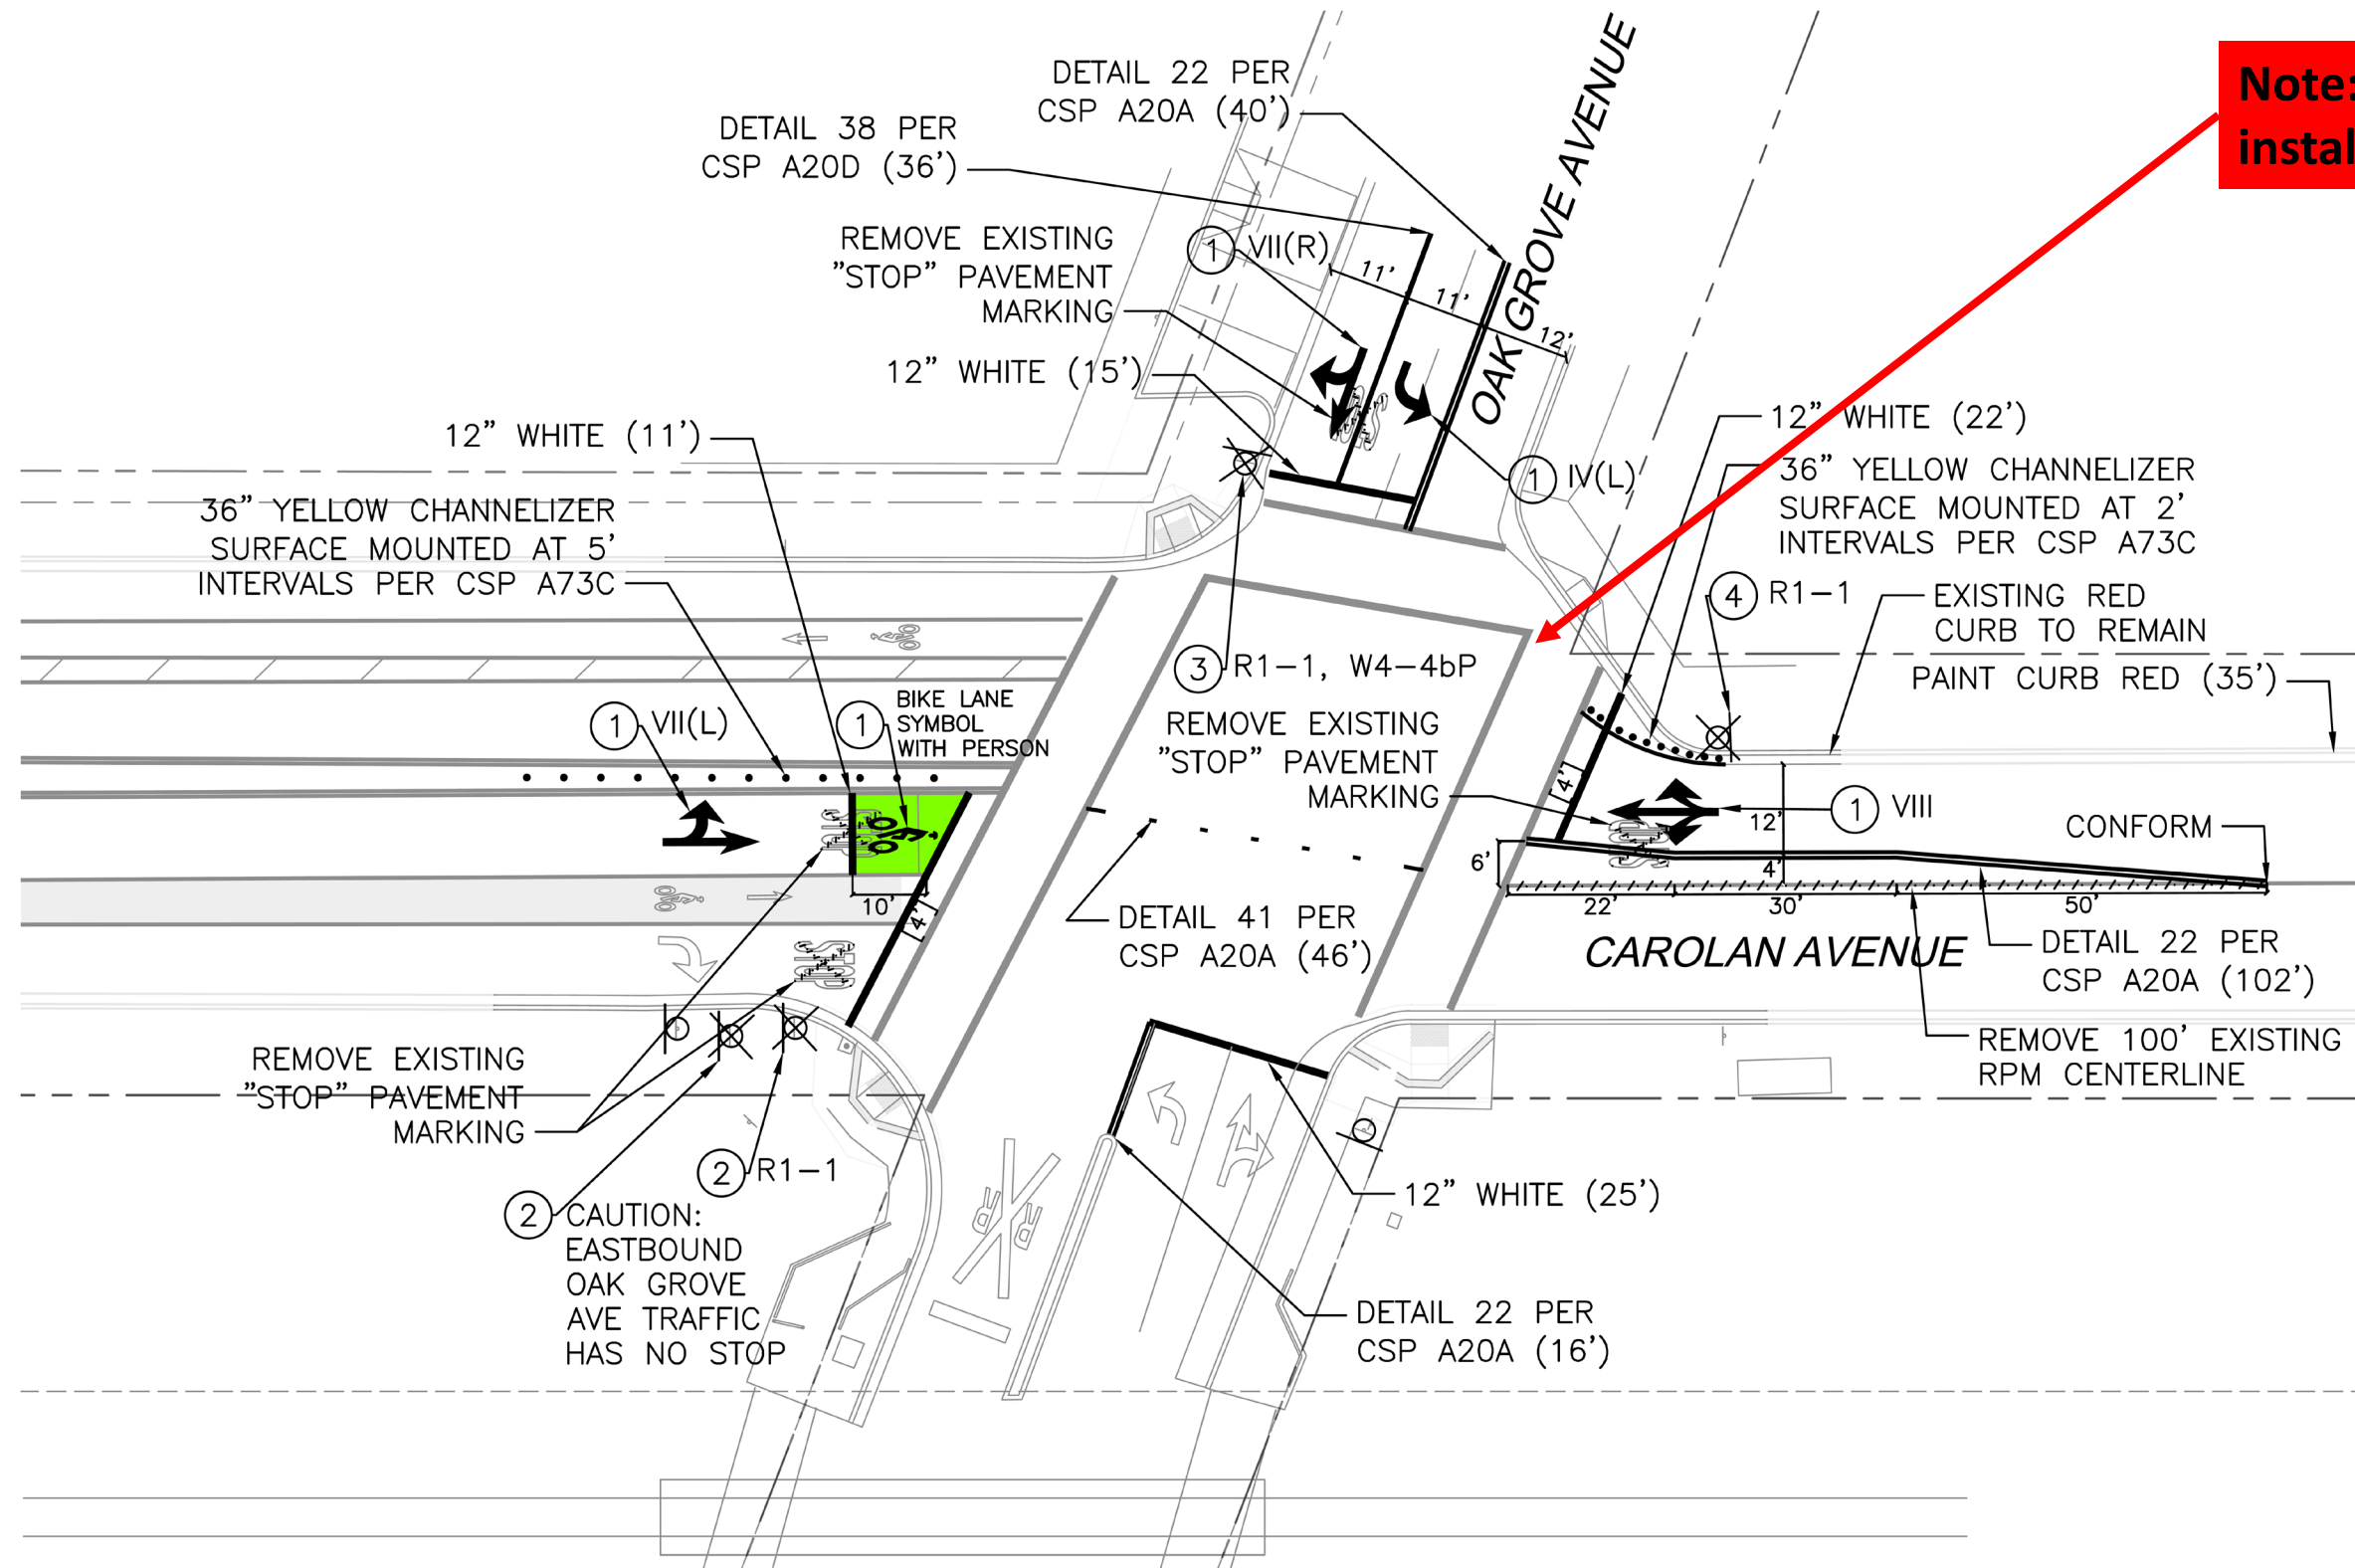 DETAIL 22 PER
CSP A20A (40')
OAK GROVE AVENUE
Note:
instal
DETAIL 38 PER
CSP A20D (36')
REMOVE EXISTING
"STOP" PAVEMENT
MARKING
1 VII(R)
11'
11'
12'
12" WHITE (15')
12" WHITE (11')
1 IV(L)
12" WHITE (22')
36" YELLOW CHANNELIZER
SURFACE MOUNTED AT 2'
INTERVALS PER CSP A73C
36" YELLOW CHANNELIZER
SURFACE MOUNTED AT 5'
INTERVALS PER CSP A73C
4 R1-1
EXISTING RED
CURB TO REMAIN
PAINT CURB RED (35')
3 R1-1, W4-4bP
REMOVE EXISTING
"STOP" PAVEMENT
MARKING
1 VII(L)
1 BIKE LANE
SYMBOL
WITH PERSON
STOP
STOP
STOP
STOP
4'
12'
1 VIII
CONFORM
6'
4'
22'
30'
50'
10'
4'
DETAIL 41 PER
CSP A20A (46')
CAROLAN AVENUE
DETAIL 22 PER
CSP A20A (102')
REMOVE 100' EXISTING
RPM CENTERLINE
REMOVE EXISTING
"STOP" PAVEMENT
MARKING
2 R1-1
2 CAUTION:
EASTBOUND
OAK GROVE
AVE TRAFFIC
HAS NO STOP
R R
12" WHITE (25')
DETAIL 22 PER
CSP A20A (16')